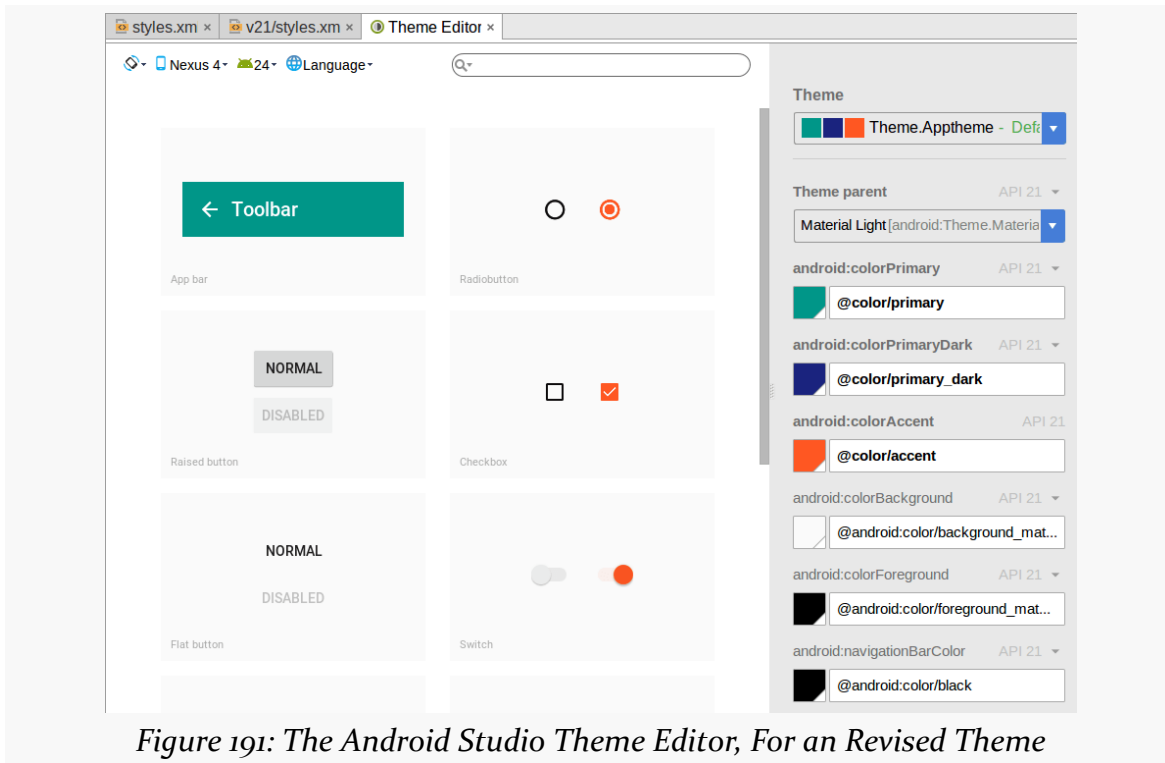 styles.xm × v21/styles.xm × Theme Editor ×
Nexus 4 24 Language
Theme
Theme.Apptheme - Defa
Theme parent API 21
Material Light [android:Theme.Materia
android:colorPrimary API 21
@color/primary
android:colorPrimaryDark API 21
@color/primary_dark
android:colorAccent API 21
@color/accent
android:colorBackground API 21
@android:color/background_mat...
android:colorForeground API 21
@android:color/foreground_mat...
android:navigationBarColor API 21
@android:color/black
Toolbar
App bar
Radiobutton
NORMAL
DISABLED
Raised button
Checkbox
NORMAL
DISABLED
Flat button
Switch
Figure 191: The Android Studio Theme Editor, For an Revised Theme